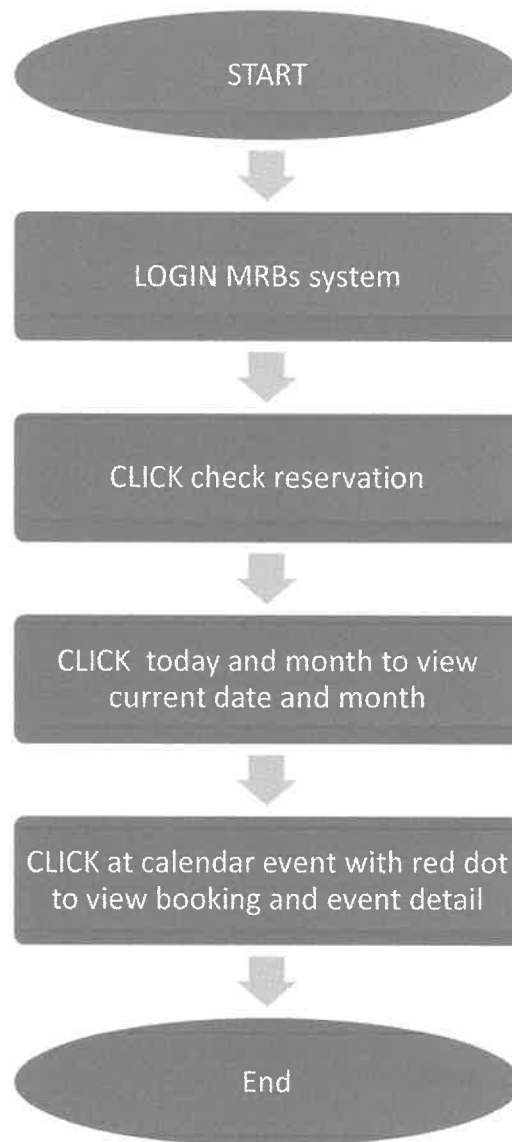 START
LOGIN MRBs system
CLICK check reservation
CLICK today and month to view
current date and month
CLICK at calendar event with red dot
to view booking and event detail
End